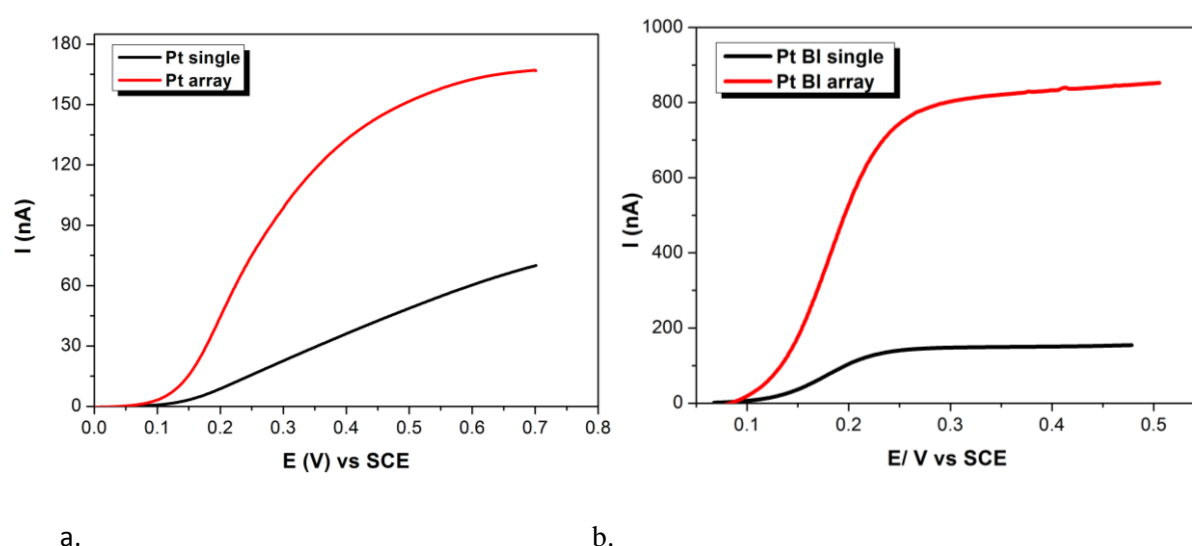 Pt single
Pt array
180
150
120
90
60
30
0
I (nA)
0.0 0.1 0.2 0.3 0.4 0.5 0.6 0.7 0.8
E (V) vs SCE
a.
Pt Bl single
Pt Bl array
1000
800
600
400
200
0
I (nA)
0.1 0.2 0.3 0.4 0.5
E/ V vs SCE
b.